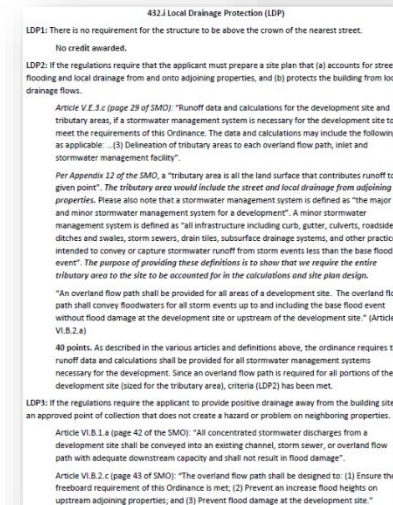 432.i Local Drainage Protection (LDP)
LDP1: There is no requirement for the structure to be above the crown of the nearest street.
No credit awarded.
LDP2: If the regulations require that the applicant must prepare a site plan that (a) accounts for stree
flooding and local drainage from and onto adjoining properties, and (b) protects the building from loc
drainage flows.
Article V.E.3.c (page 29 of SMO): "Runoff data and calculations for the development site and
tributary areas, if a stormwater management system is necessary for the development site to
meet the requirements of this Ordinance. The data and calculations may include the followin
as applicable: ...(3) Delineation of tributary areas to each overland flow path, inlet and
stormwater management facility".
Per Appendix 12 of the SMO, a "tributary area is all the land surface that contributes runoff to
given point". The tributary area would include the street and local drainage from adjoining
properties. Please also note that a stormwater management system is defined as "the major
and minor stormwater management system for a development". A minor stormwater
management system is defined as "all infrastructure including curb, gutter, culverts, roadside
ditches and swales, storm sewers, drain tiles, subsurface drainage systems, and other practic
intended to convey or capture stormwater runoff from storm events less than the base flood
event". The purpose of providing these definitions is to show that we require the entire
tributary area to the site to be accounted for in the calculations and site plan design.
"An overland flow path shall be provided for all areas of a development site. The overland flo
path shall convey floodwaters for all storm events up to and including the base flood event
without flood damage at the development site or upstream of the development site." (Article
VI.B.2.a)
40 points. As described in the various articles and definitions above, the ordinance requires t
runoff data and calculations shall be provided for all stormwater management systems
necessary for the development. Since an overland flow path is required for all portions of the
development site (sized for the tributary area), criteria (LDP2) has been met.
LDP3: If the regulations require the applicant to provide positive drainage away from the building site
an approved point of collection that does not create a hazard or problem on neighboring properties.
Article VI.B.1.a (page 42 of the SMO): "All concentrated stormwater discharges from a
development site shall be conveyed into an existing channel, storm sewer, or overland flow
path with adequate downstream capacity and shall not result in flood damage".
Article VI.B.2.c (page 43 of SMO): "The overland flow path shall be designed to: (1) Ensure the
freeboard requirement of this Ordinance is met; (2) Prevent an increase flood heights on
upstream adjoining properties; and (3) Prevent flood damage at the development site."